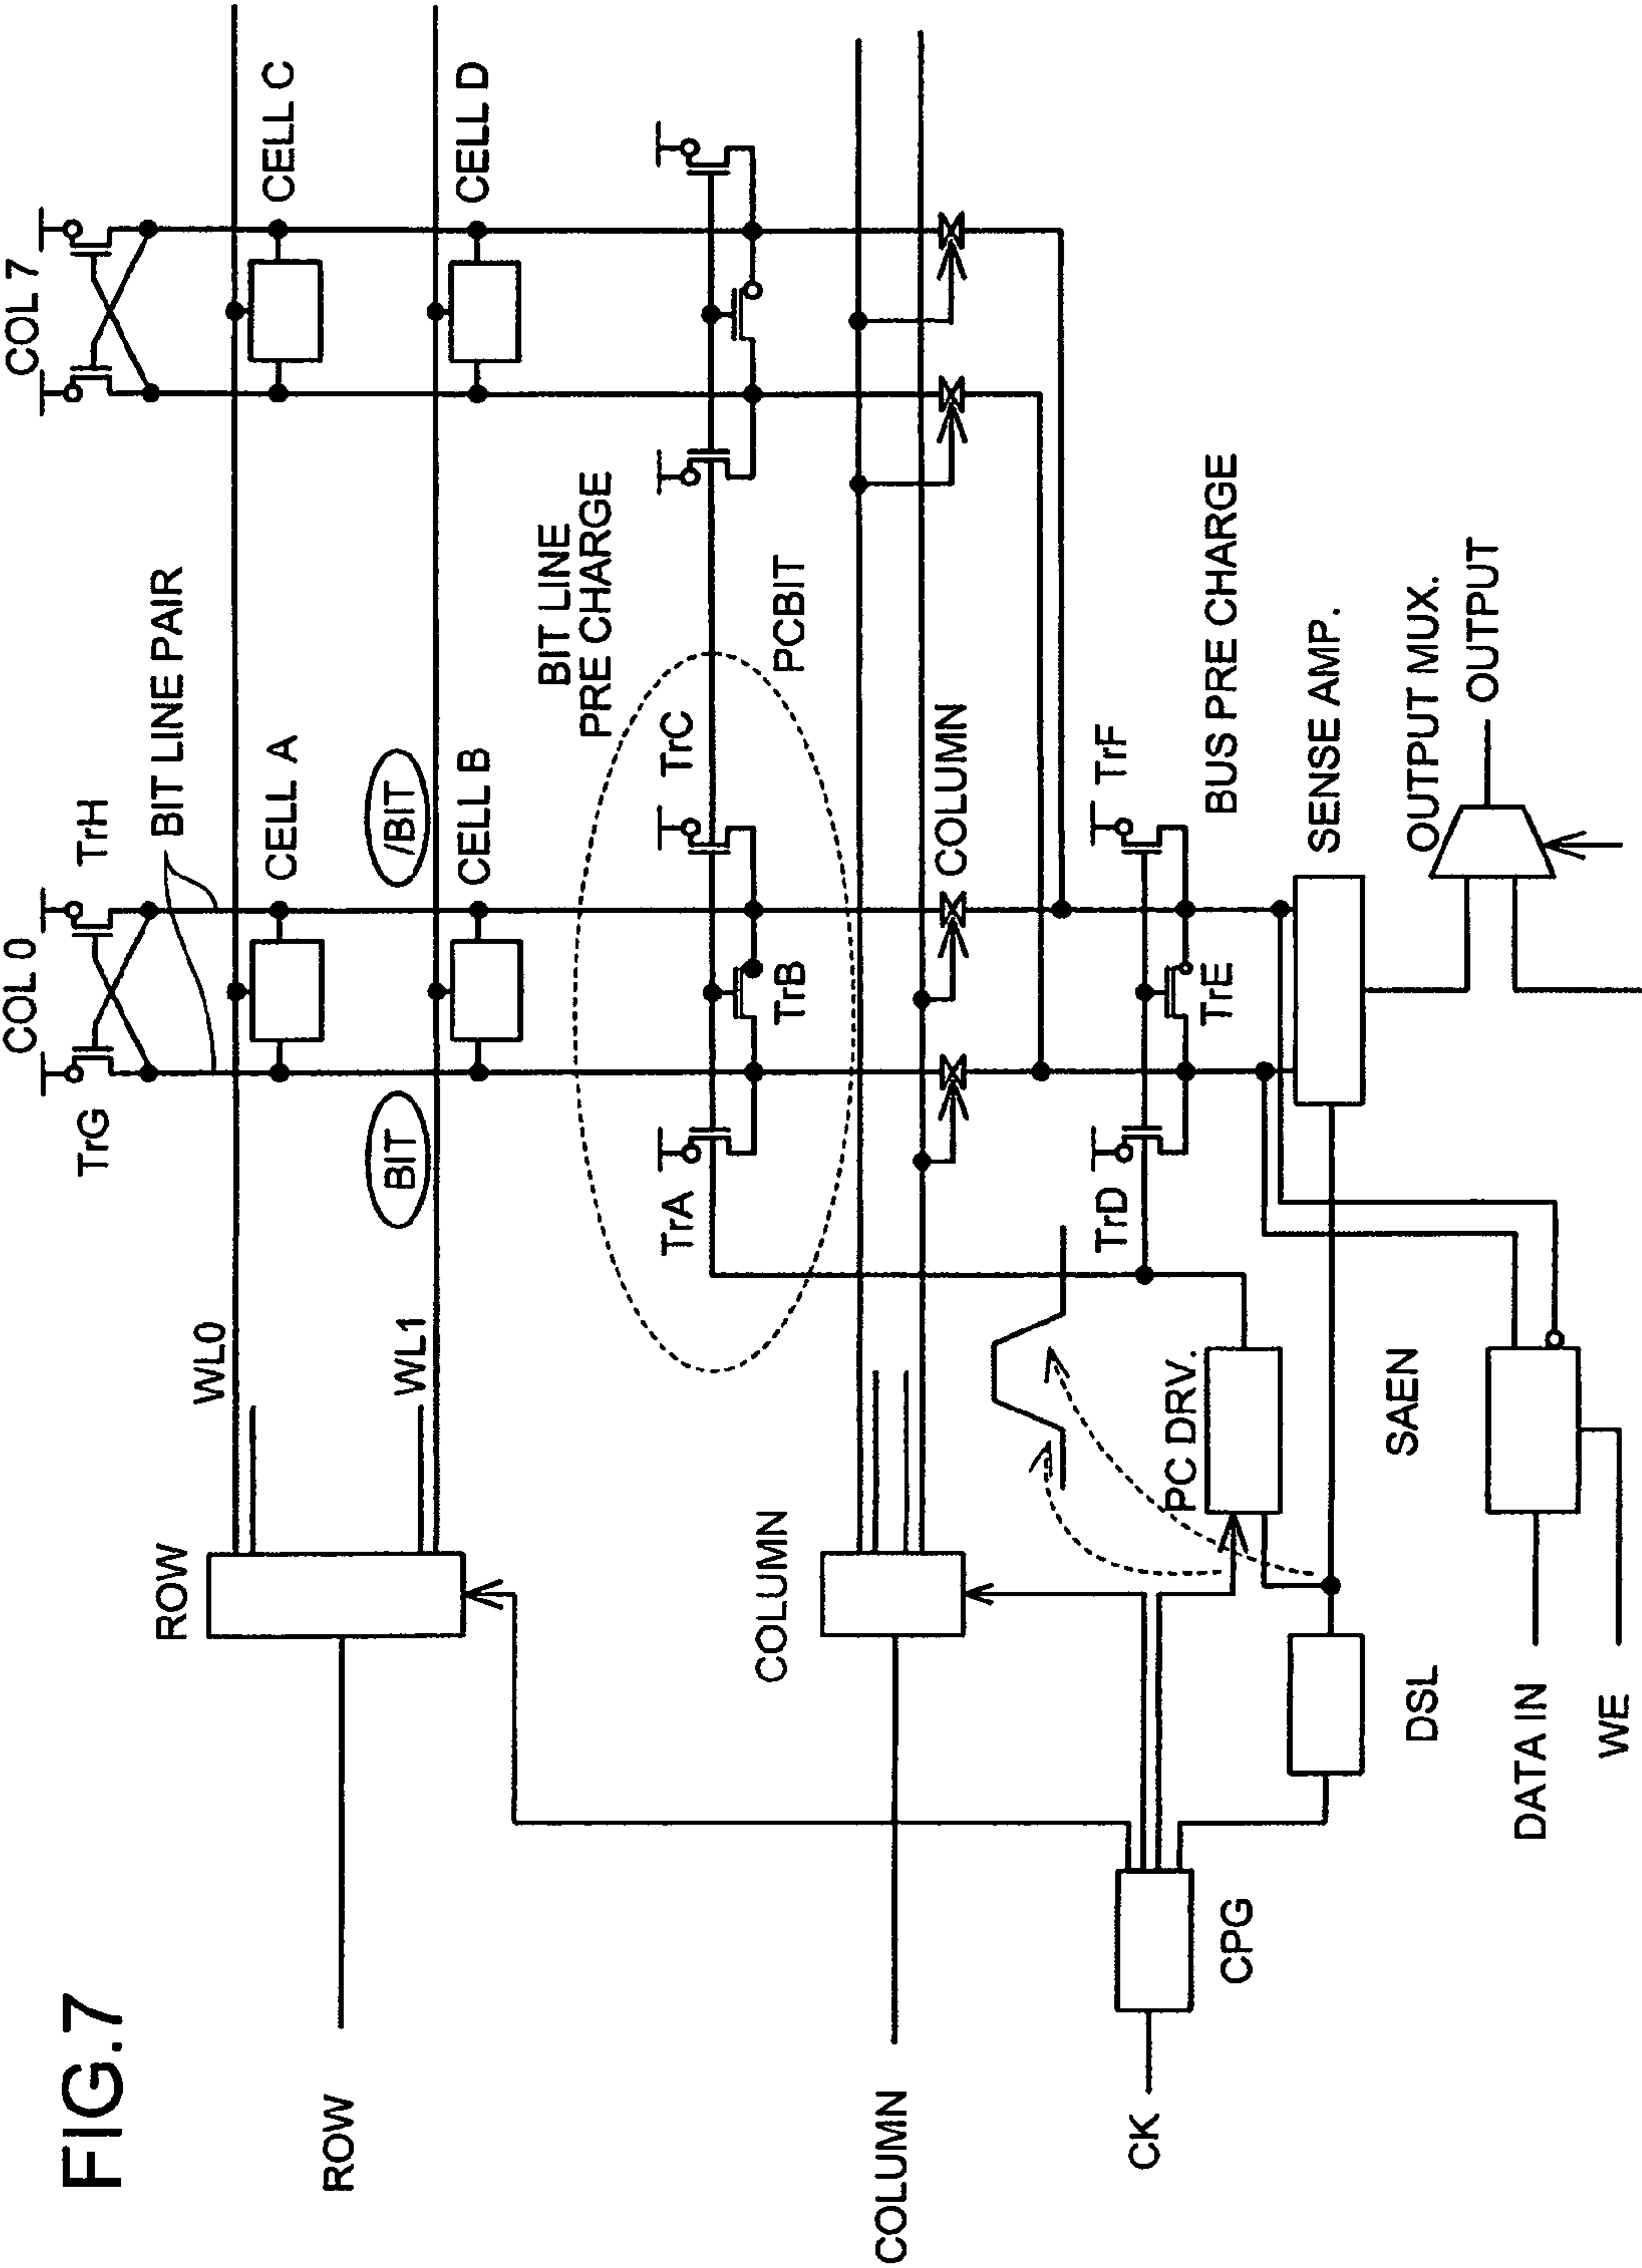 FIG.7
COL 0
COL 7
TrG
TrH
BIT LINE PAIR
WL0
CELL A
CELL C
ROW
ROW
BIT
/BIT
WL1
CELL B
CELL D
BIT LINE
PRE CHARGE
TrA
TrC
TrB
PCBIT
COLUMN
COLUMN
COLUMN
TrD
TrF
TrE
BUS PRE CHARGE
PC DRV.
CK
CPG
SENSE AMP.
SAEN
DSL
OUTPUT MUX.
OUTPUT
DATA IN
WE